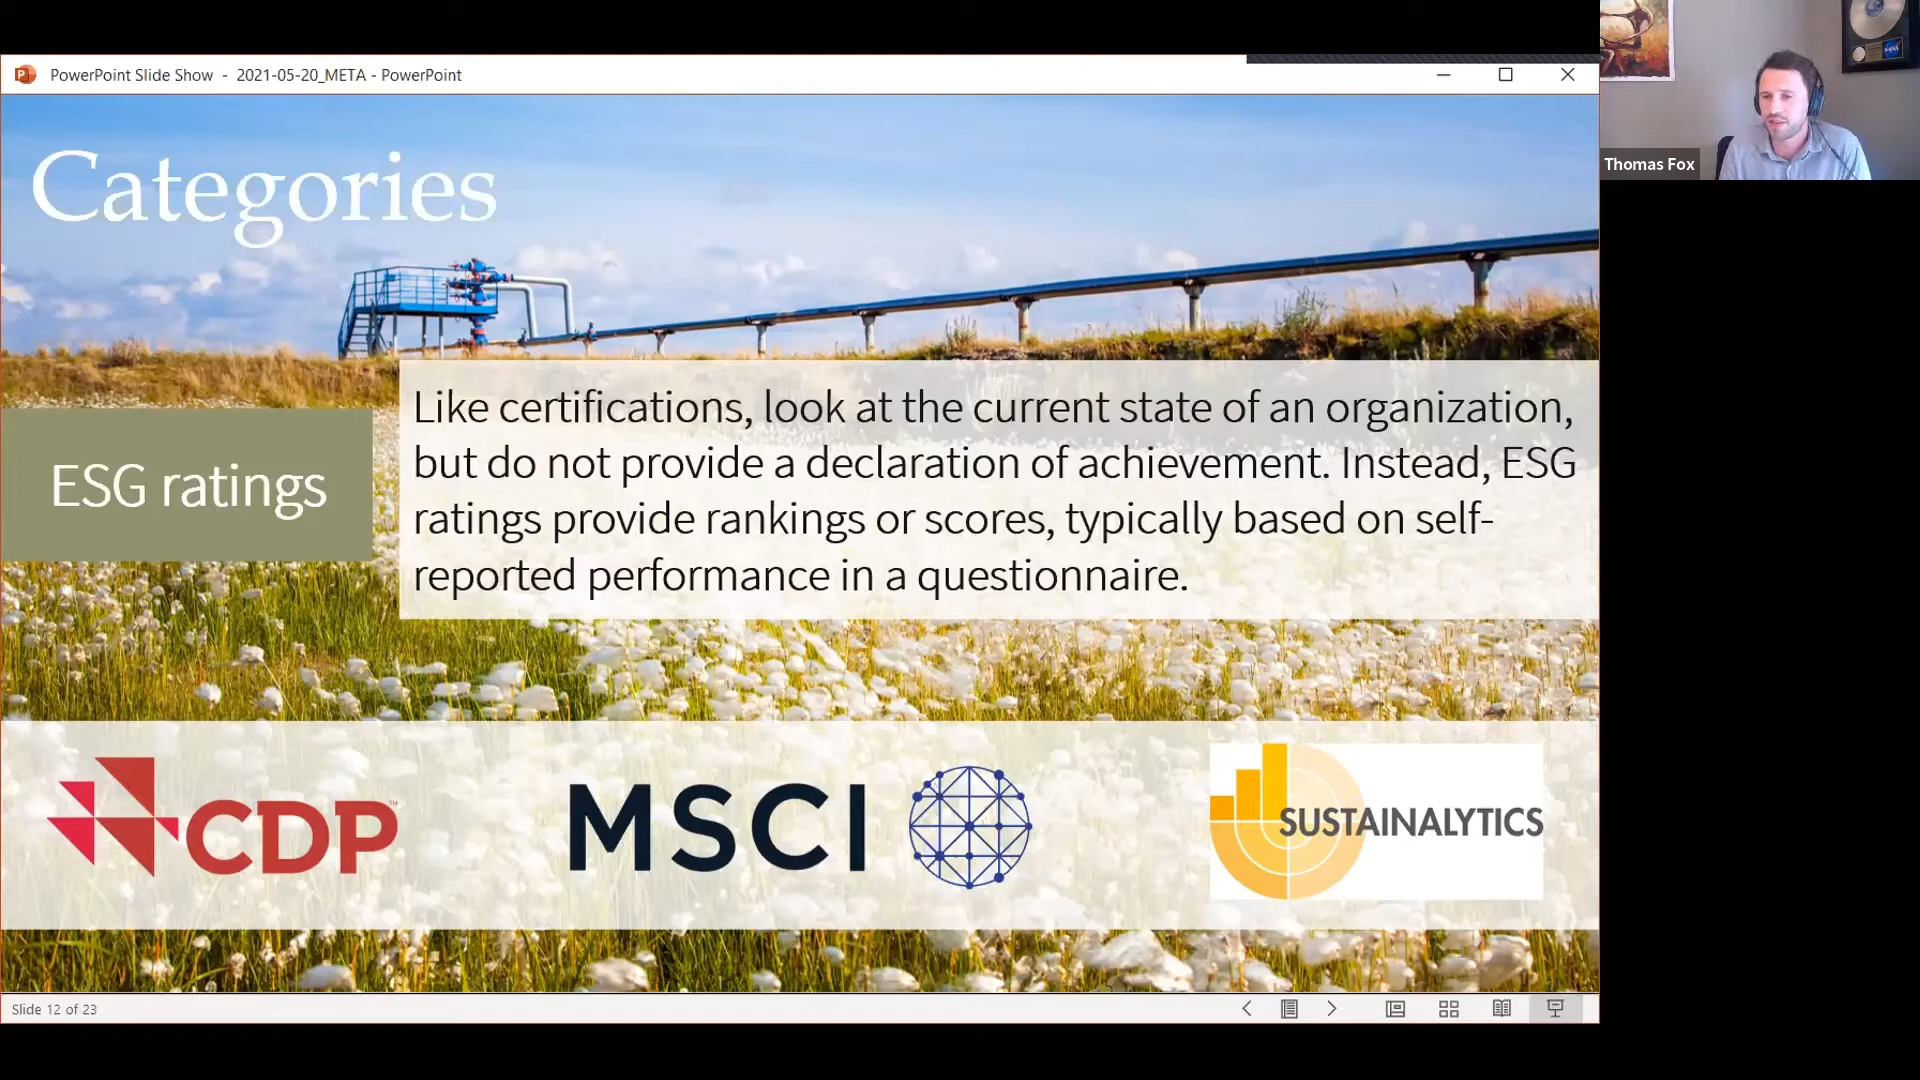 PowerPoint Slide Show - 2021-05-20_META - PowerPoint
Thomas Fox
Categories
ESG ratings
Like certifications, look at the current state of an organization,
but do not provide a declaration of achievement. Instead, ESG
ratings provide rankings or scores, typically based on self-
reported performance in a questionnaire.
CDP™
MSCI
SUSTAINALYTICS
Slide 12 of 23
NASA